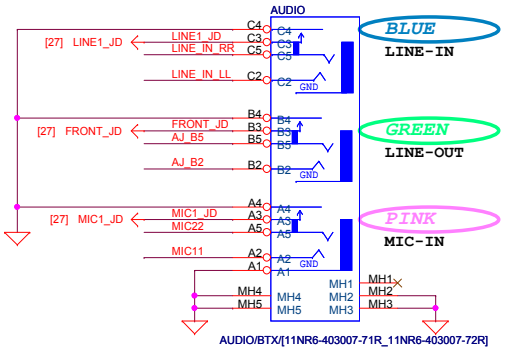 AUDIO
C4 C4 BLUE
[27] LINE1_JD LINE1_JD C3 C3
LINE_IN_RR C5 C5 LINE-IN
LINE_IN_LL C2 C2 GND
B4 B4
[27] FRONT_JD FRONT_JD B3 B3 GREEN
AJ_B5 B5 B5 LINE-OUT
AJ_B2 B2 B2 GND
A4 A4
[27] MIC1_JD MIC1_JD A3 A3 PINK
MIC22 A5 A5 MIC-IN
MIC11 A2 A2 GND
A1 A1
MH1 MH1
MH4 MH4 MH2 MH2
MH5 MH5 MH3 MH3
AUDIO/BTX/[11NR6-403007-71R_11NR6-403007-72R]